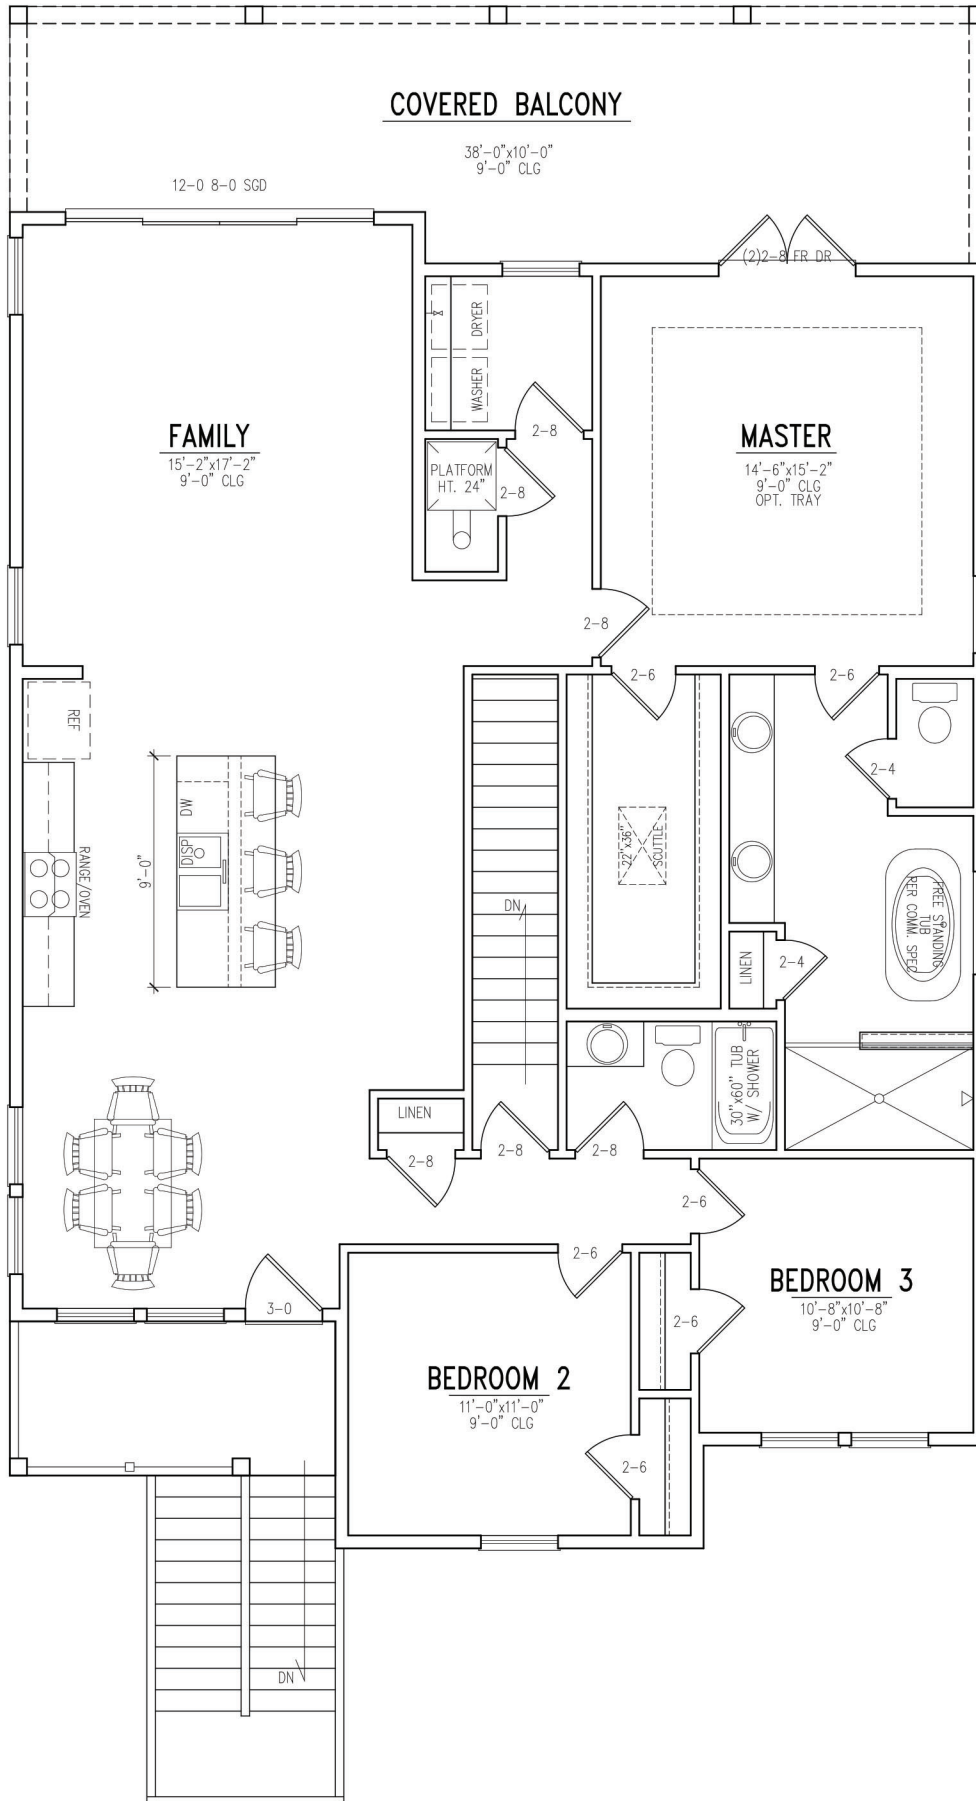 COVERED BALCONY
38'-0"x10'-0"
9'-0" CLG
12-0 8-0 SGD
(2)2-8 FR DR
DRYER
WASHER
2-8
FAMILY
15'-2"x17'-2"
9'-0" CLG
PLATFORM
HT. 24"
2-8
MASTER
14'-6"x15'-2"
9'-0" CLG
OPT. TRAY
2-8
2-6
2-6
REF
2-4
DW
DISP
9'-0"
RANGE/OVEN
22"x36"
SCUTTLE
FREE STANDING
TUB
PER COMM. SPEC
DN
LINEN
2-4
30"x60" TUB
W/ SHOWER
LINEN
2-8
2-8
2-8
2-6
2-6
3-0
BEDROOM 3
10'-8"x10'-8"
9'-0" CLG
2-6
BEDROOM 2
11'-0"x11'-0"
9'-0" CLG
2-6
DN